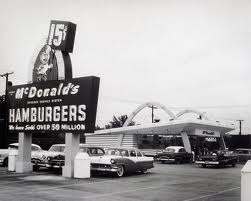 15¢
McDonald's
HAMBURGERS
We Have Sold OVER 50 MILLION